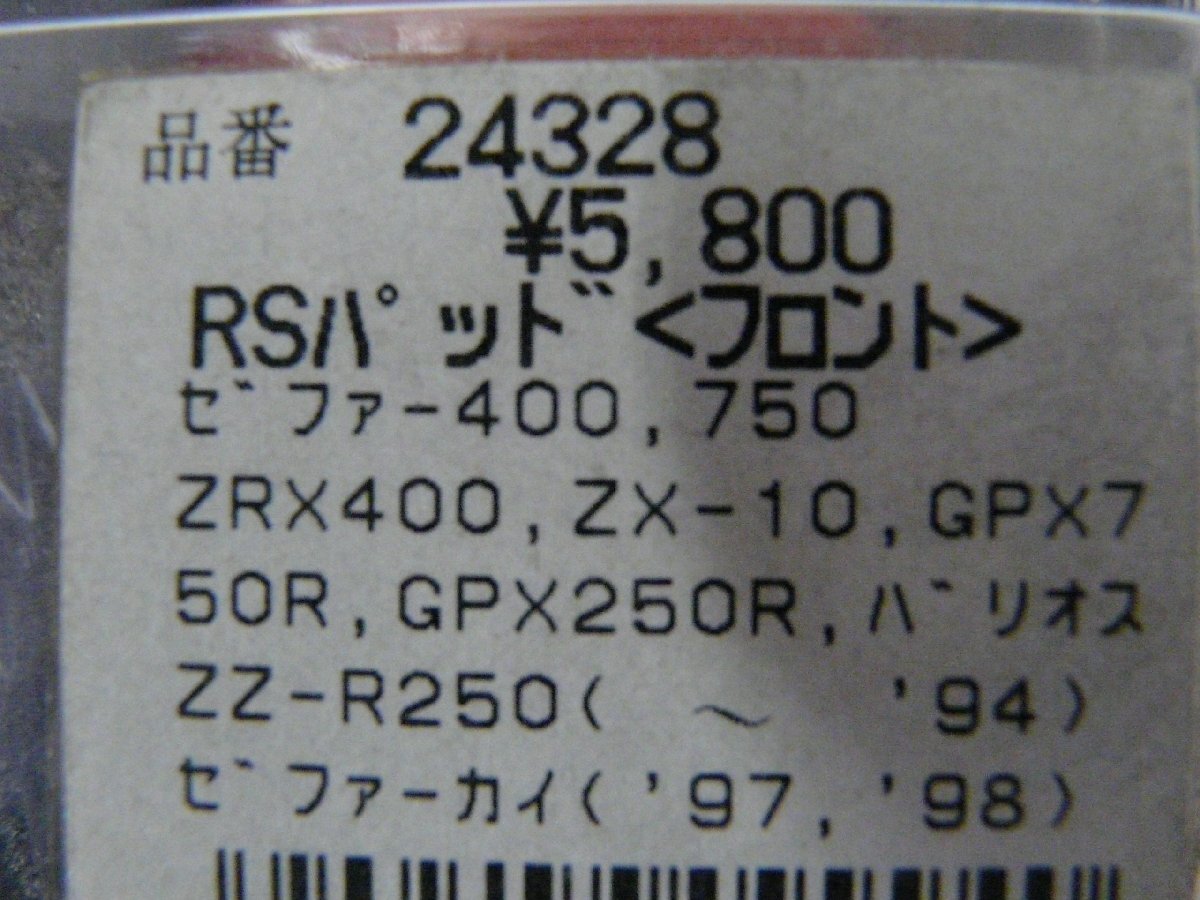 品番 24328
¥5,800
RSパッド<フロント>
ゼファー400,750
ZRX400,ZX-10,GPX7
50R,GPX250R,バリオス
ZZ-R250( ～ '94)
ゼファーカイ('97,'98)